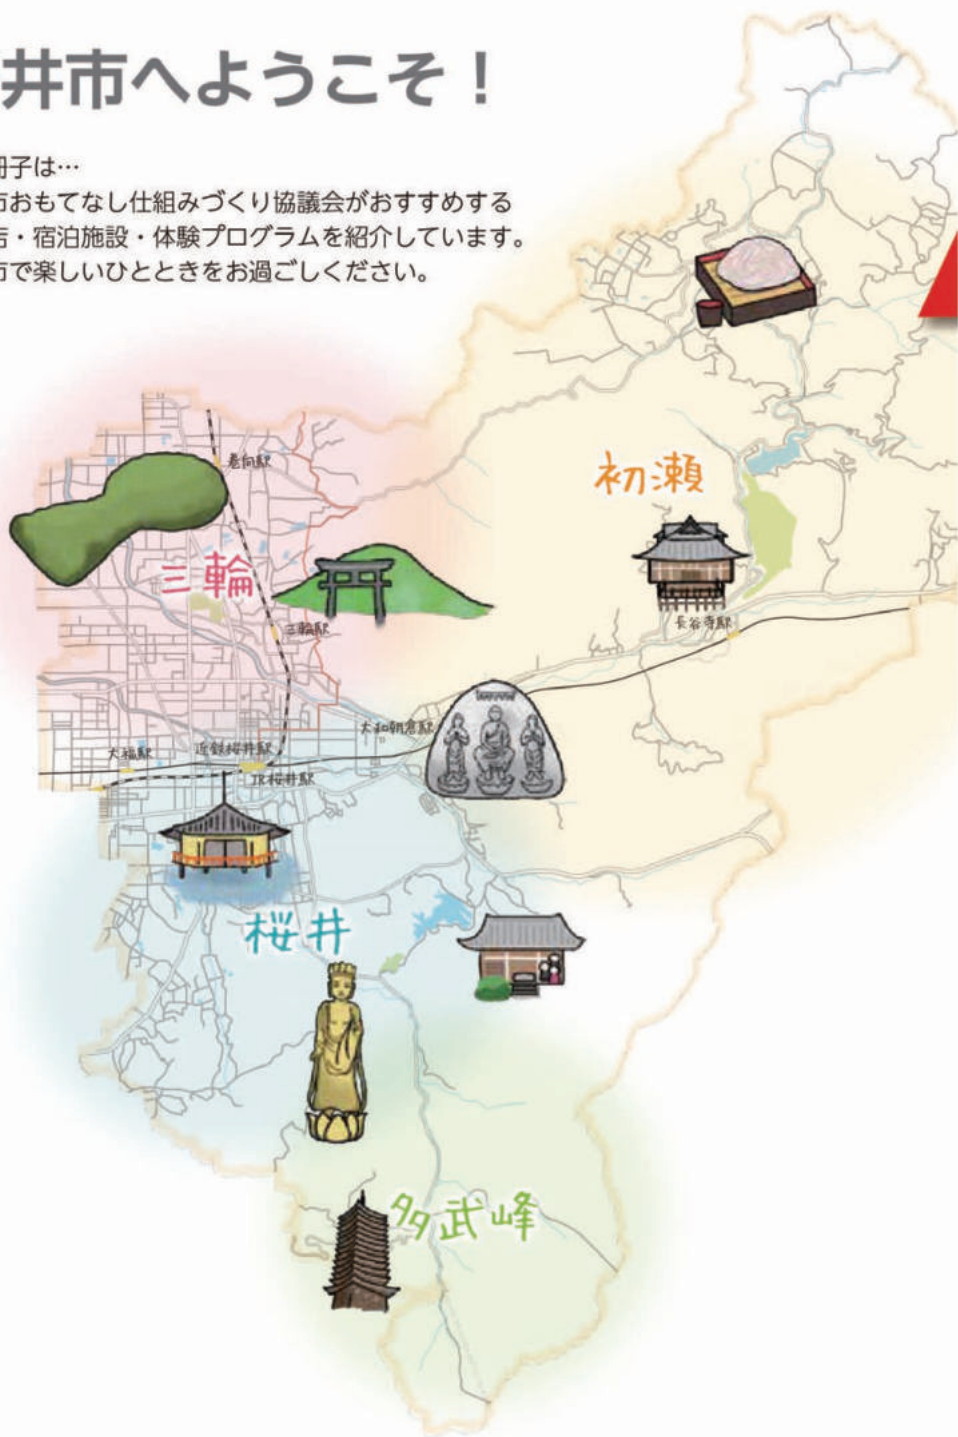 井市へようこそ！
冊子は…
市おもてなし仕組みづくり協議会がおすすめする
店・宿泊施設・体験プログラムを紹介しています。
市で楽しいひとときをお過ごしください。
巻向駅
初瀬
三輪
三輪駅
長谷寺駅
大和朝倉駅
大福駅
近鉄桜井駅
JR桜井駅
桜井
多武峰